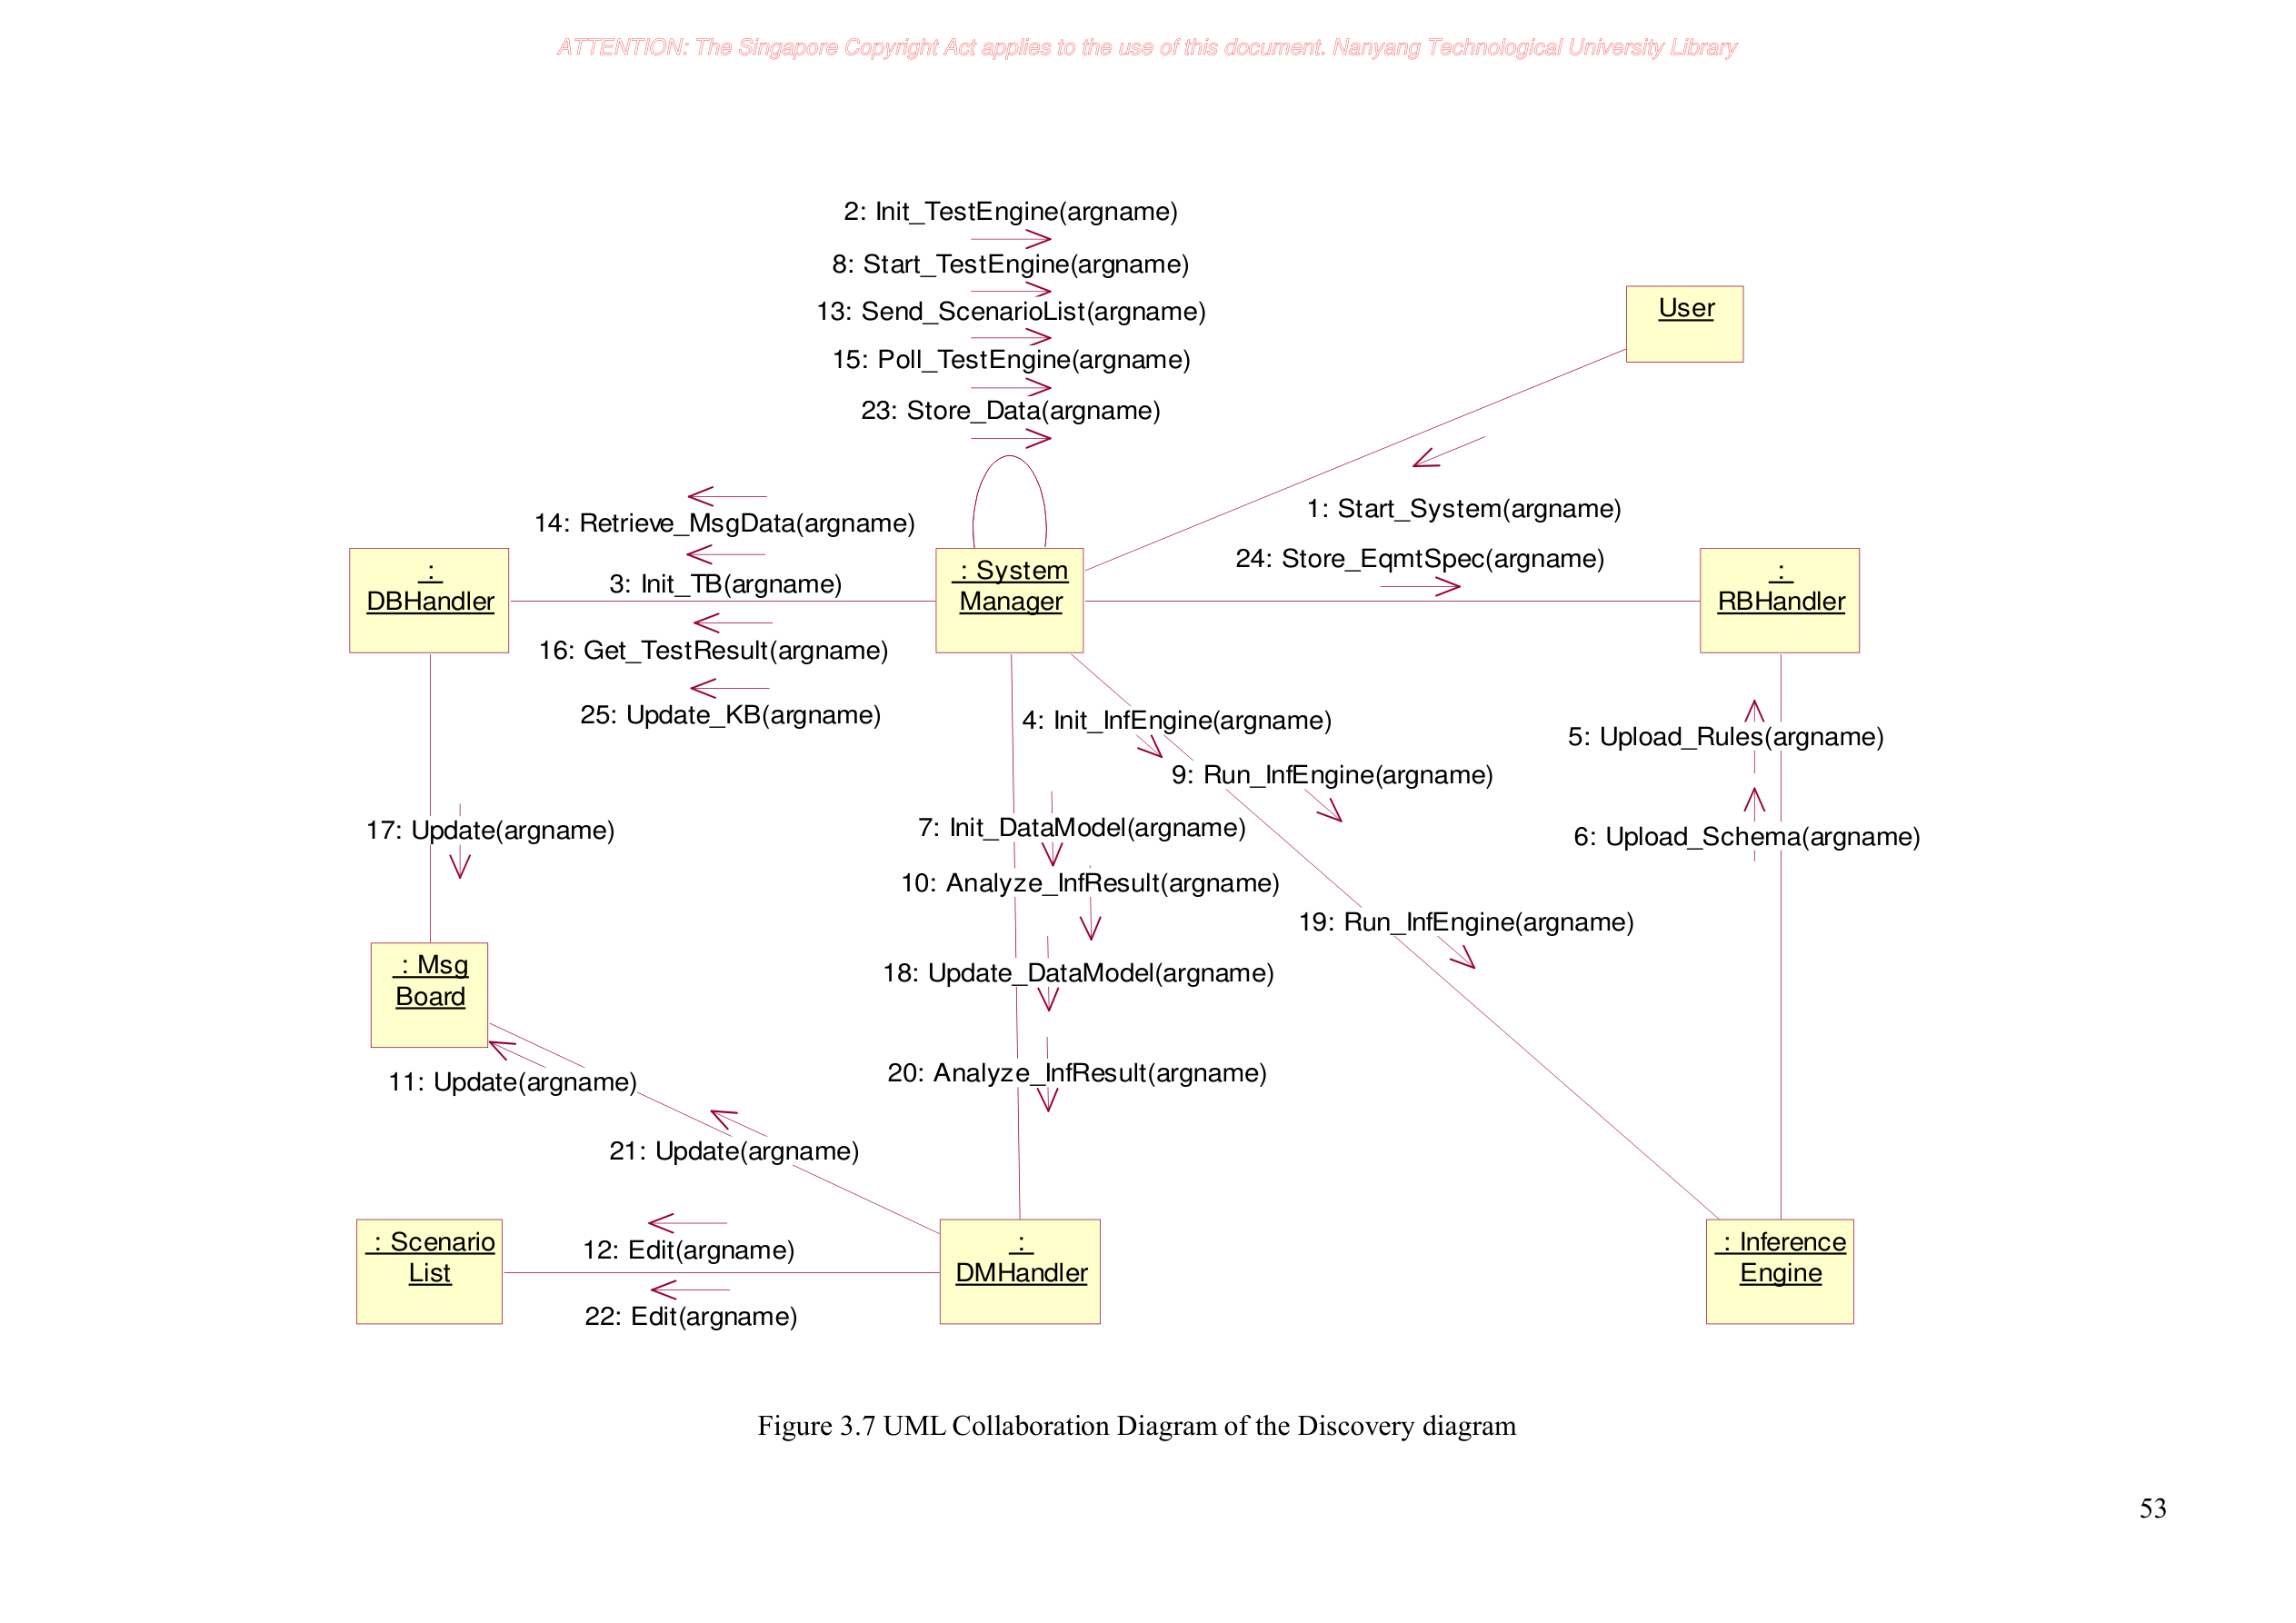 ATTENTION: The Singapore Copyright Act applies to the use of this document. Nanyang Technological University Library
2: Init_TestEngine(argname)
8: Start_TestEngine(argname)
13: Send_ScenarioList(argname)
15: Poll_TestEngine(argname)
23: Store_Data(argname)
User
1: Start_System(argname)
14: Retrieve_MsgData(argname)
3: Init_TB(argname)
24: Store_EqmtSpec(argname)
:
DBHandler
: System
Manager
:
RBHandler
16: Get_TestResult(argname)
25: Update_KB(argname)
4: Init_InfEngine(argname)
9: Run_InfEngine(argname)
5: Upload_Rules(argname)
6: Upload_Schema(argname)
17: Update(argname)
7: Init_DataModel(argname)
10: Analyze_InfResult(argname)
19: Run_InfEngine(argname)
18: Update_DataModel(argname)
20: Analyze_InfResult(argname)
: Msg
Board
11: Update(argname)
21: Update(argname)
12: Edit(argname)
22: Edit(argname)
: Scenario
List
:
DMHandler
: Inference
Engine
Figure 3.7 UML Collaboration Diagram of the Discovery diagram
53